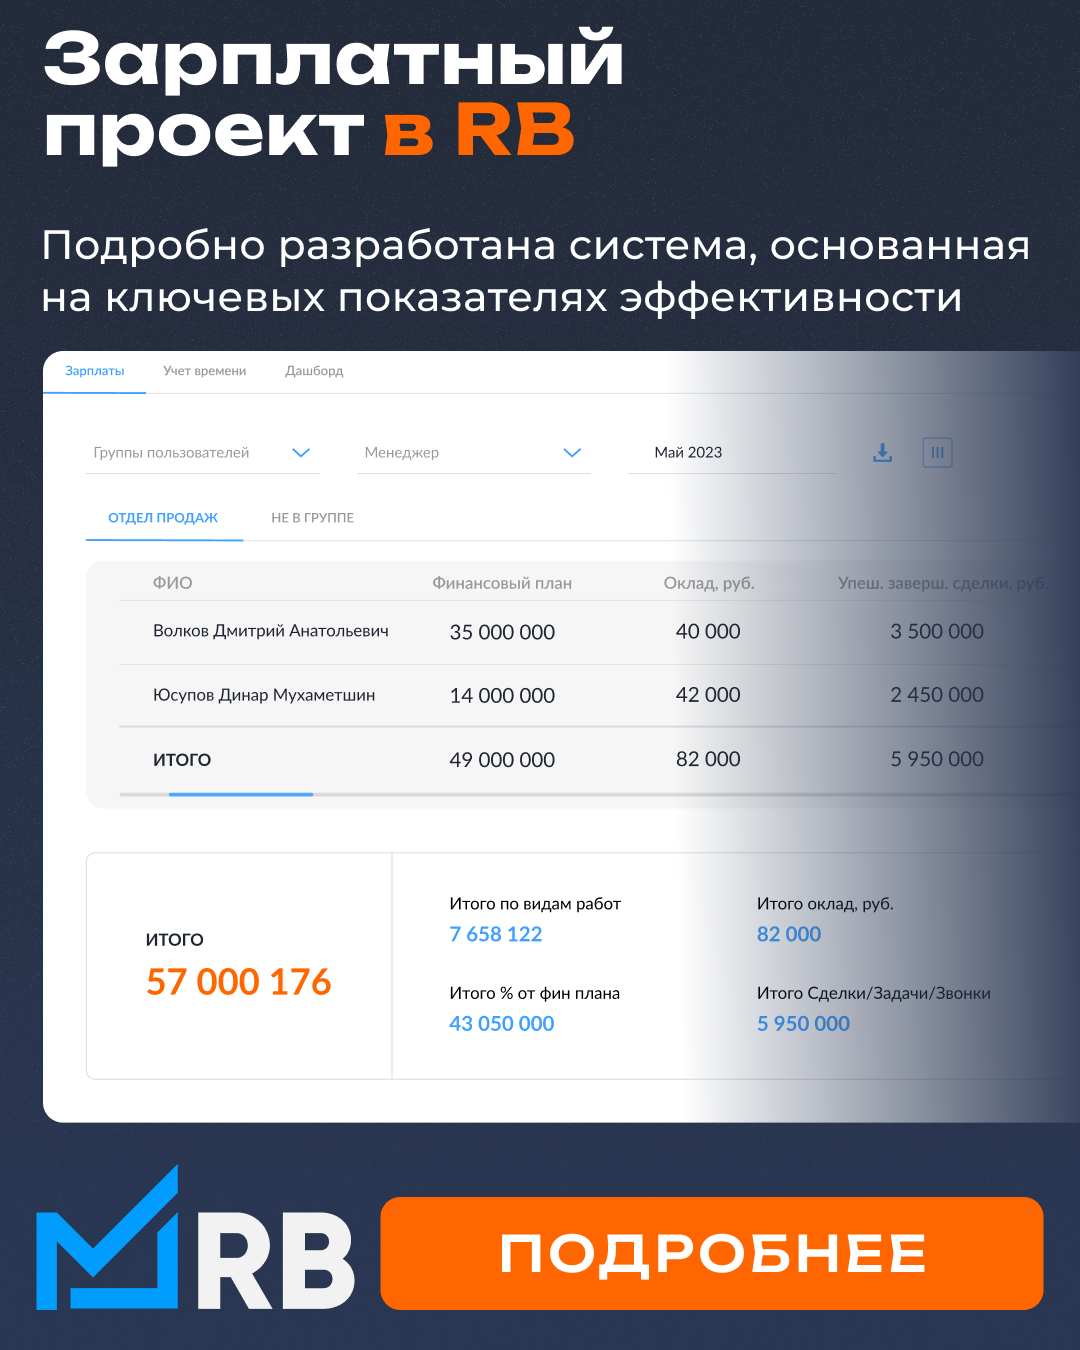 Зарплатный
проект в RB
Подробно разработана система, основанная
на ключевых показателях эффективности
Зарплаты Учет времени Дашборд
Группы пользователей Менеджер Май 2023
ОТДЕЛ ПРОДАЖ НЕ В ГРУППЕ
ФИО Финансовый план Оклад, руб. Упеш. заверш. сделки, руб.
Волков Дмитрий Анатольевич 35 000 000 40 000 3 500 000
Юсупов Динар Мухаметшин 14 000 000 42 000 2 450 000
ИТОГО 49 000 000 82 000 5 950 000
Итого по видам работ Итого оклад, руб.
7 658 122 82 000
ИТОГО
57 000 176
Итого % от фин плана Итого Сделки/Задачи/Звонки
43 050 000 5 950 000
RB ПОДРОБНЕЕ